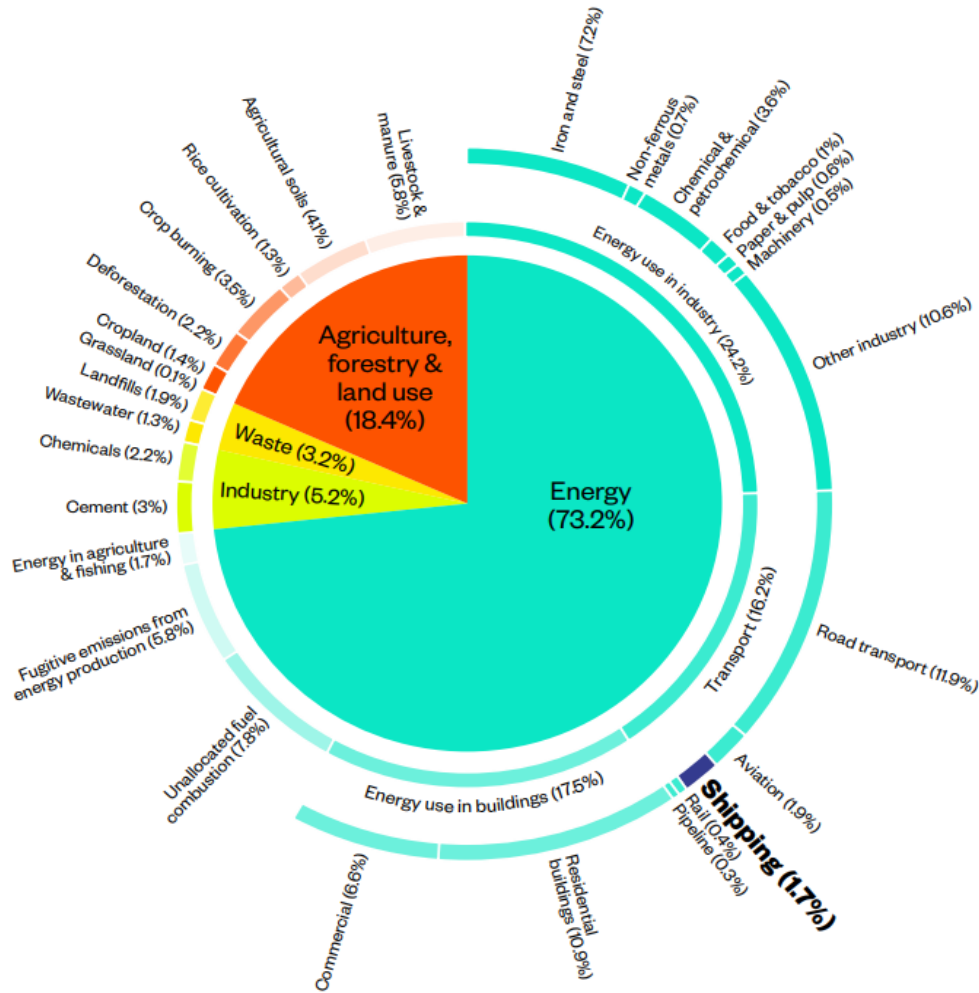 Agriculture,
forestry &
land use
(18.4%)
Waste (3.2%)
Industry (5.2%)
Energy
(73.2%)
Energy use in industry (24.2%)
Transport (16.2%)
Energy use in buildings (17.5%)
Iron and steel (7.2%)
Non-ferrous
metals (0.7%)
Chemical &
petrochemical (3.6%)
Food & tobacco (1%)
Paper & pulp (0.6%)
Machinery (0.5%)
Other industry (10.6%)
Road transport (11.9%)
Aviation (1.9%)
Shipping (1.7%)
Rail (0.4%)
Pipeline (0.3%)
Residential
buildings (10.9%)
Commercial (6.6%)
Unallocated fuel
combustion (7.8%)
Fugitive emissions from
energy production (5.8%)
Energy in agriculture
& fishing (1.7%)
Cement (3%)
Chemicals (2.2%)
Wastewater (1.3%)
Landfills (1.9%)
Grassland (0.1%)
Cropland (1.4%)
Deforestation (2.2%)
Crop burning (3.5%)
Rice cultivation (1.3%)
Agricultural soils (4.1%)
Livestock &
manure (5.8%)